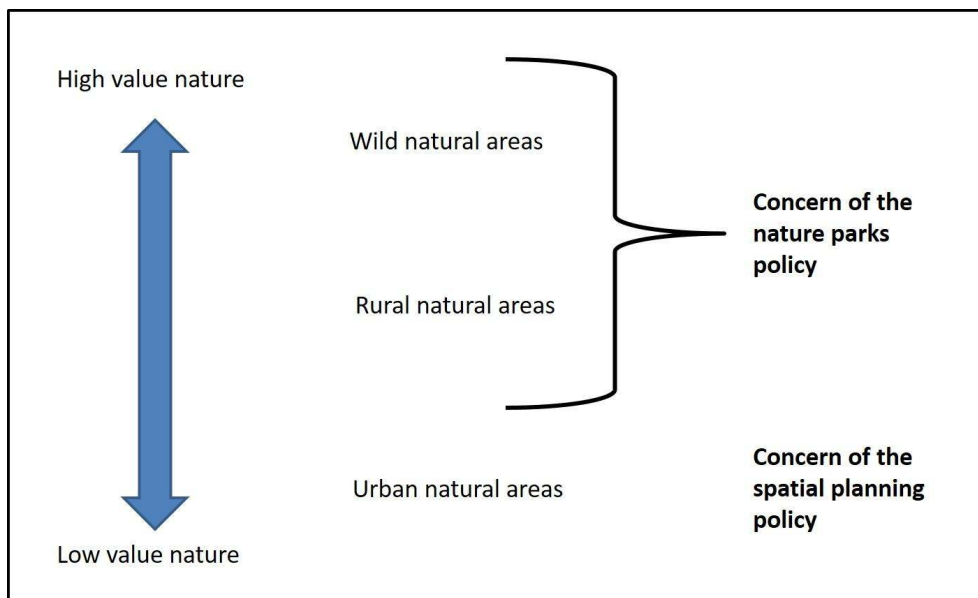 High value nature
Wild natural areas
Concern of the
nature parks
policy
Rural natural areas
Urban natural areas
Concern of the
spatial planning
policy
Low value nature